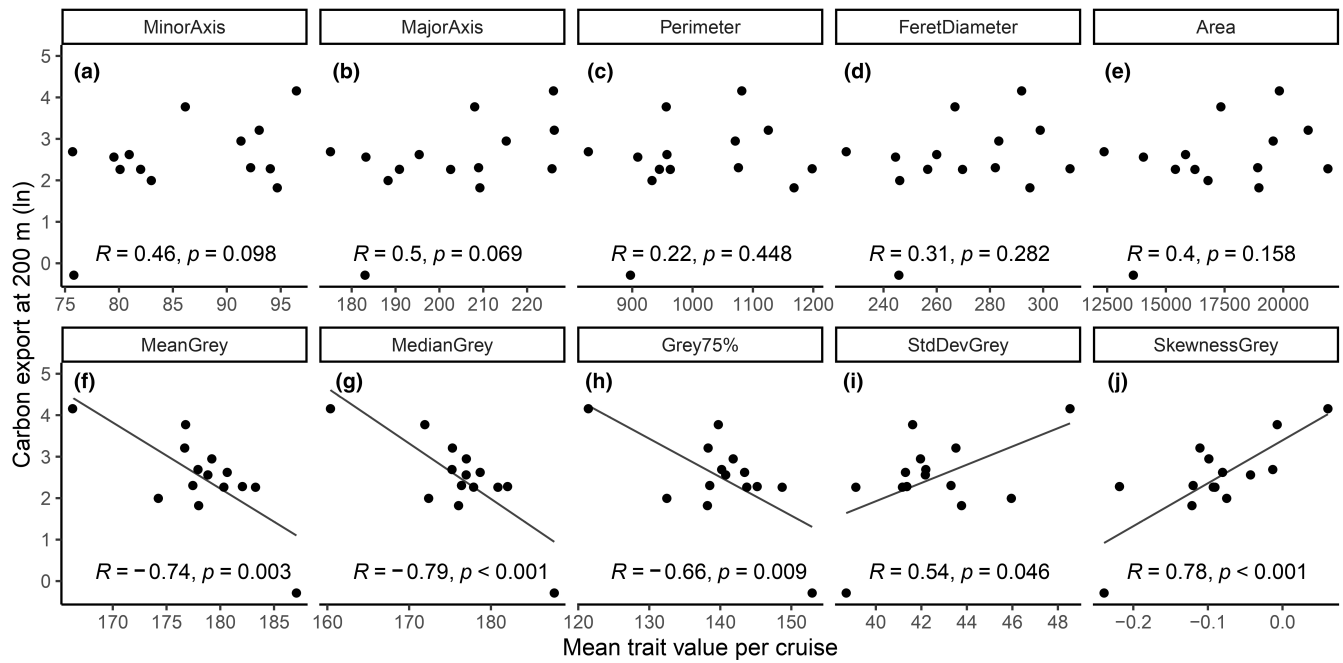 MinorAxis MajorAxis Perimeter FeretDiameter Area
(a) (b) (c) (d) (e)
5
4
3
2
1
0
R = 0.46, p = 0.098 R = 0.5, p = 0.069 R = 0.22, p = 0.448 R = 0.31, p = 0.282 R = 0.4, p = 0.158
75 80 85 90 95 180 190 200 210 220 900 1000 1100 1200 240 260 280 300 12500 15000 17500 20000
Carbon export at 200 m (ln)
MeanGrey MedianGrey Grey75% StdDevGrey SkewnessGrey
(f) (g) (h) (i) (j)
5
4
3
2
1
0
R = −0.74, p = 0.003 R = −0.79, p < 0.001 R = −0.66, p = 0.009 R = 0.54, p = 0.046 R = 0.78, p < 0.001
170 175 180 185 160 170 180 120 130 140 150 40 42 44 46 48 −0.2 −0.1 0.0
Mean trait value per cruise